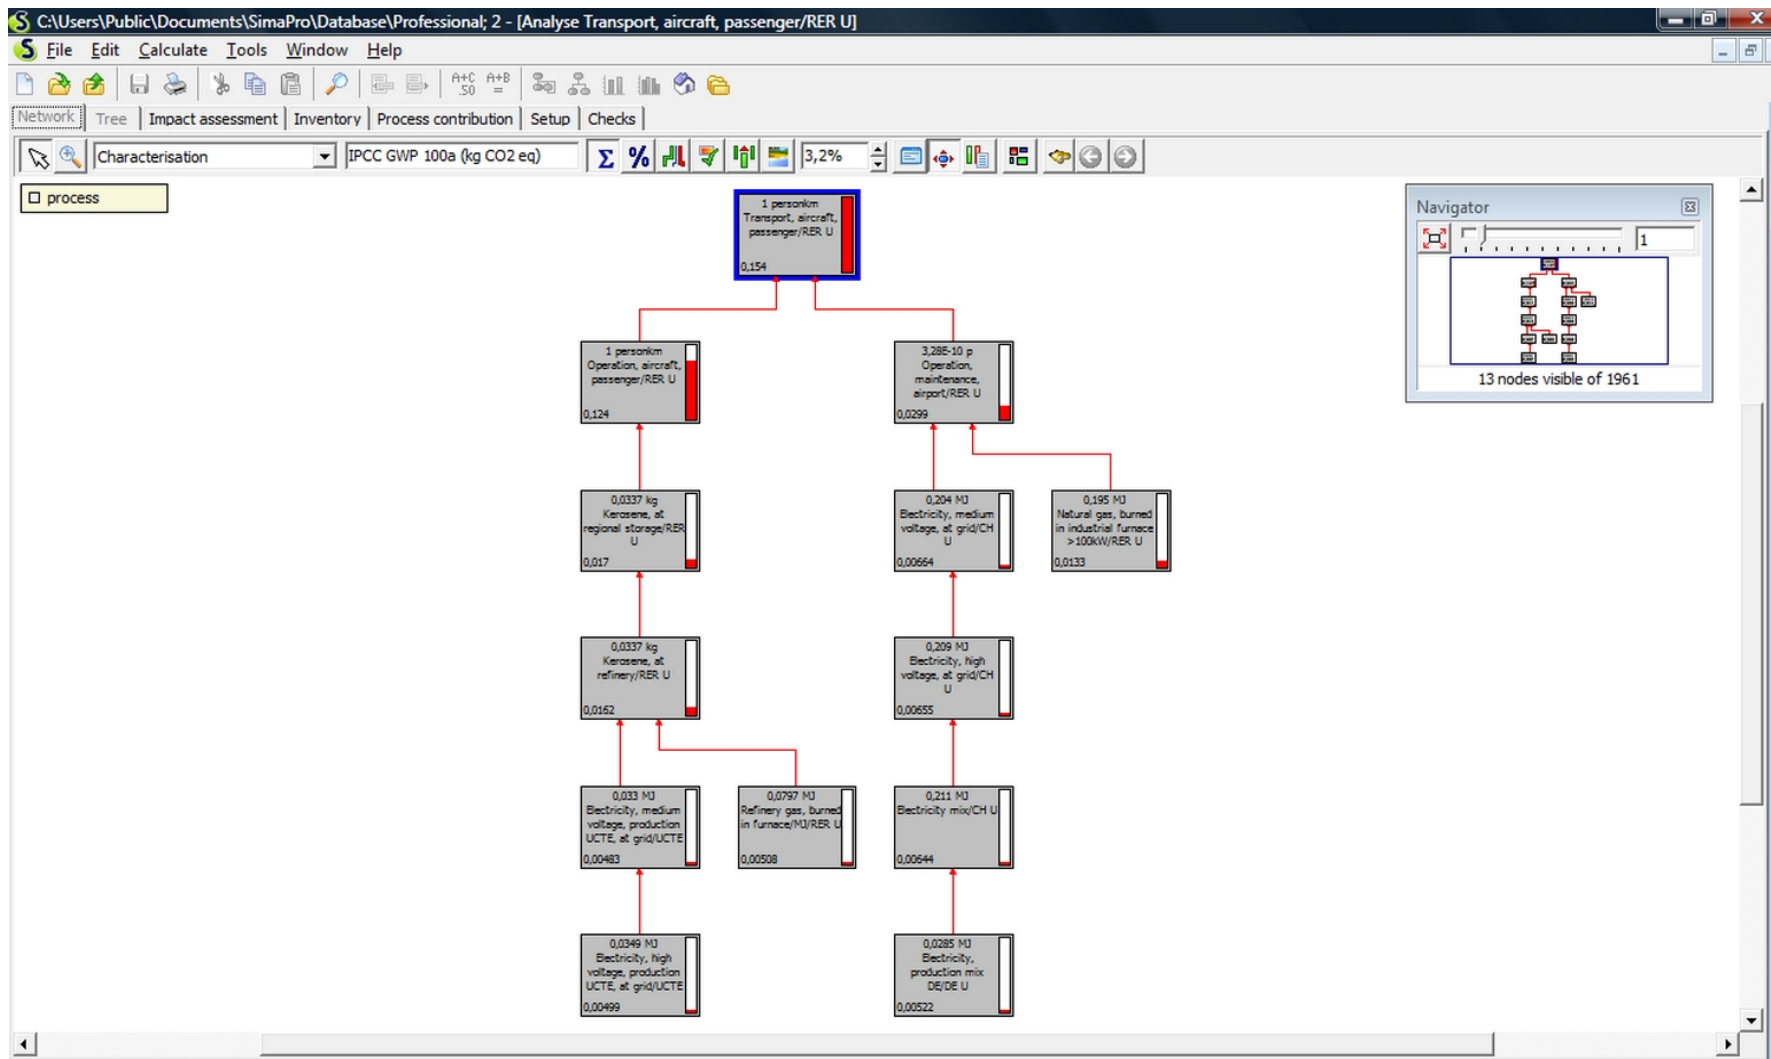 C:\Users\Public\Documents\SimaPro\Database\Professional; 2 - [Analyse Transport, aircraft, passenger/RER U]
File Edit Calculate Tools Window Help
A+C A+B
50 =
Network Tree Impact assessment Inventory Process contribution Setup Checks
Characterisation IPCC GWP 100a (kg CO2 eq) Σ % 3,2%
process
Navigator
1
13 nodes visible of 1961
1 personkm
Transport, aircraft,
passenger/RER U
0,154
1 personkm
Operation, aircraft,
passenger/RER U
0,124
3,28E-10 p
Operation,
maintenance,
airport/RER U
0,0299
0,0337 kg
Kerosene, at
regional storage/RER
U
0,017
0,204 MJ
Electricity, medium
voltage, at grid/CH
U
0,00664
0,195 MJ
Natural gas, burned
in industrial furnace
>100kW/RER U
0,0133
0,0337 kg
Kerosene, at
refinery/RER U
0,0162
0,209 MJ
Electricity, high
voltage, at grid/CH
U
0,00655
0,033 MJ
Electricity, medium
voltage, production
UCTE, at grid/UCTE
0,00483
0,0797 MJ
Refinery gas, burned
in furnace/MJ/RER U
0,00508
0,211 MJ
Electricity mix/CH U
0,00644
0,0349 MJ
Electricity, high
voltage, production
UCTE, at grid/UCTE
0,00499
0,0285 MJ
Electricity,
production mix
DE/DE U
0,00522